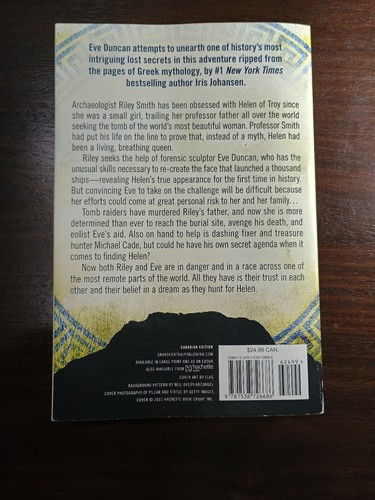 Eve Duncan attempts to unearth one of history's most
intriguing lost secrets in this adventure ripped from
the pages of Greek mythology, by #1 New York Times
bestselling author Iris Johansen.
Archaeologist Riley Smith has been obsessed with Helen of Troy since
she was a small girl, trailing her professor father all over the world
seeking the tomb of the world's most beautiful woman. Professor Smith
had put his life on the line to prove that, instead of a myth, Helen had
been a living, breathing queen.
Riley seeks the help of forensic sculptor Eve Duncan, who has the
unusual skills necessary to re-create the face that launched a thousand
ships—revealing Helen's true appearance for the first time in history.
But convincing Eve to take on the challenge will be difficult because
her efforts could come at great personal risk to her and her family…
Tomb raiders have murdered Riley's father, and now she is more
determined than ever to reach the burial site, avenge his death, and
enlist Eve's aid. Also on hand to help is dashing fixer and treasure
hunter Michael Cade, but could he have his own secret agenda when it
comes to finding Helen?
Now both Riley and Eve are in danger and in a race across one of
the most remote parts of the world. All they have is their trust in each
other and their belief in a dream as they hunt for Helen.
CANADIAN EDITION
GRANDCENTRALPUBLISHING.COM
AVAILABLE IN LARGE PRINT AND AS AN EBOOK
ALSO AVAILABLE FROM hachette
COVER ART BY FLAG
BACKGROUND PATTERN BY
COVER PHOTOGRAPHS OF PILLAR AND STATUE BY GETTY IMAGES
COVER © 2022 HACHETTE BOOK GROUP, INC.
$24.99 CAN.
62499>
9 781538 726686